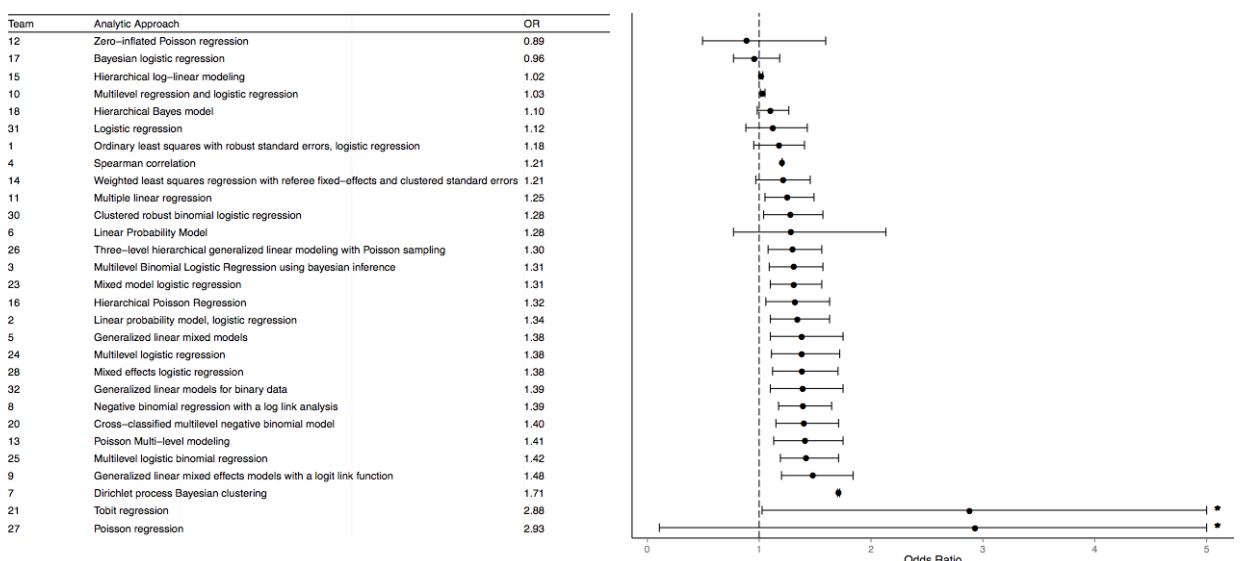 Team Analytic Approach OR
12 Zero−inflated Poisson regression 0.89
17 Bayesian logistic regression 0.96
15 Hierarchical log−linear modeling 1.02
10 Multilevel regression and logistic regression 1.03
18 Hierarchical Bayes model 1.10
31 Logistic regression 1.12
1 Ordinary least squares with robust standard errors, logistic regression 1.18
4 Spearman correlation 1.21
14 Weighted least squares regression with referee fixed−effects and clustered standard errors 1.21
11 Multiple linear regression 1.25
30 Clustered robust binomial logistic regression 1.28
6 Linear Probability Model 1.28
26 Three−level hierarchical generalized linear modeling with Poisson sampling 1.30
3 Multilevel Binomial Logistic Regression using bayesian inference 1.31
23 Mixed model logistic regression 1.31
16 Hierarchical Poisson Regression 1.32
2 Linear probability model, logistic regression 1.34
5 Generalized linear mixed models 1.38
24 Multilevel logistic regression 1.38
28 Mixed effects logistic regression 1.38
32 Generalized linear models for binary data 1.39
8 Negative binomial regression with a log link analysis 1.39
20 Cross−classified multilevel negative binomial model 1.40
13 Poisson Multi−level modeling 1.41
25 Multilevel logistic binomial regression 1.42
9 Generalized linear mixed effects models with a logit link function 1.48
7 Dirichlet process Bayesian clustering 1.71
21 Tobit regression 2.88 *
27 Poisson regression 2.93 *
0 1 2 3 4 5
Odds Ratio